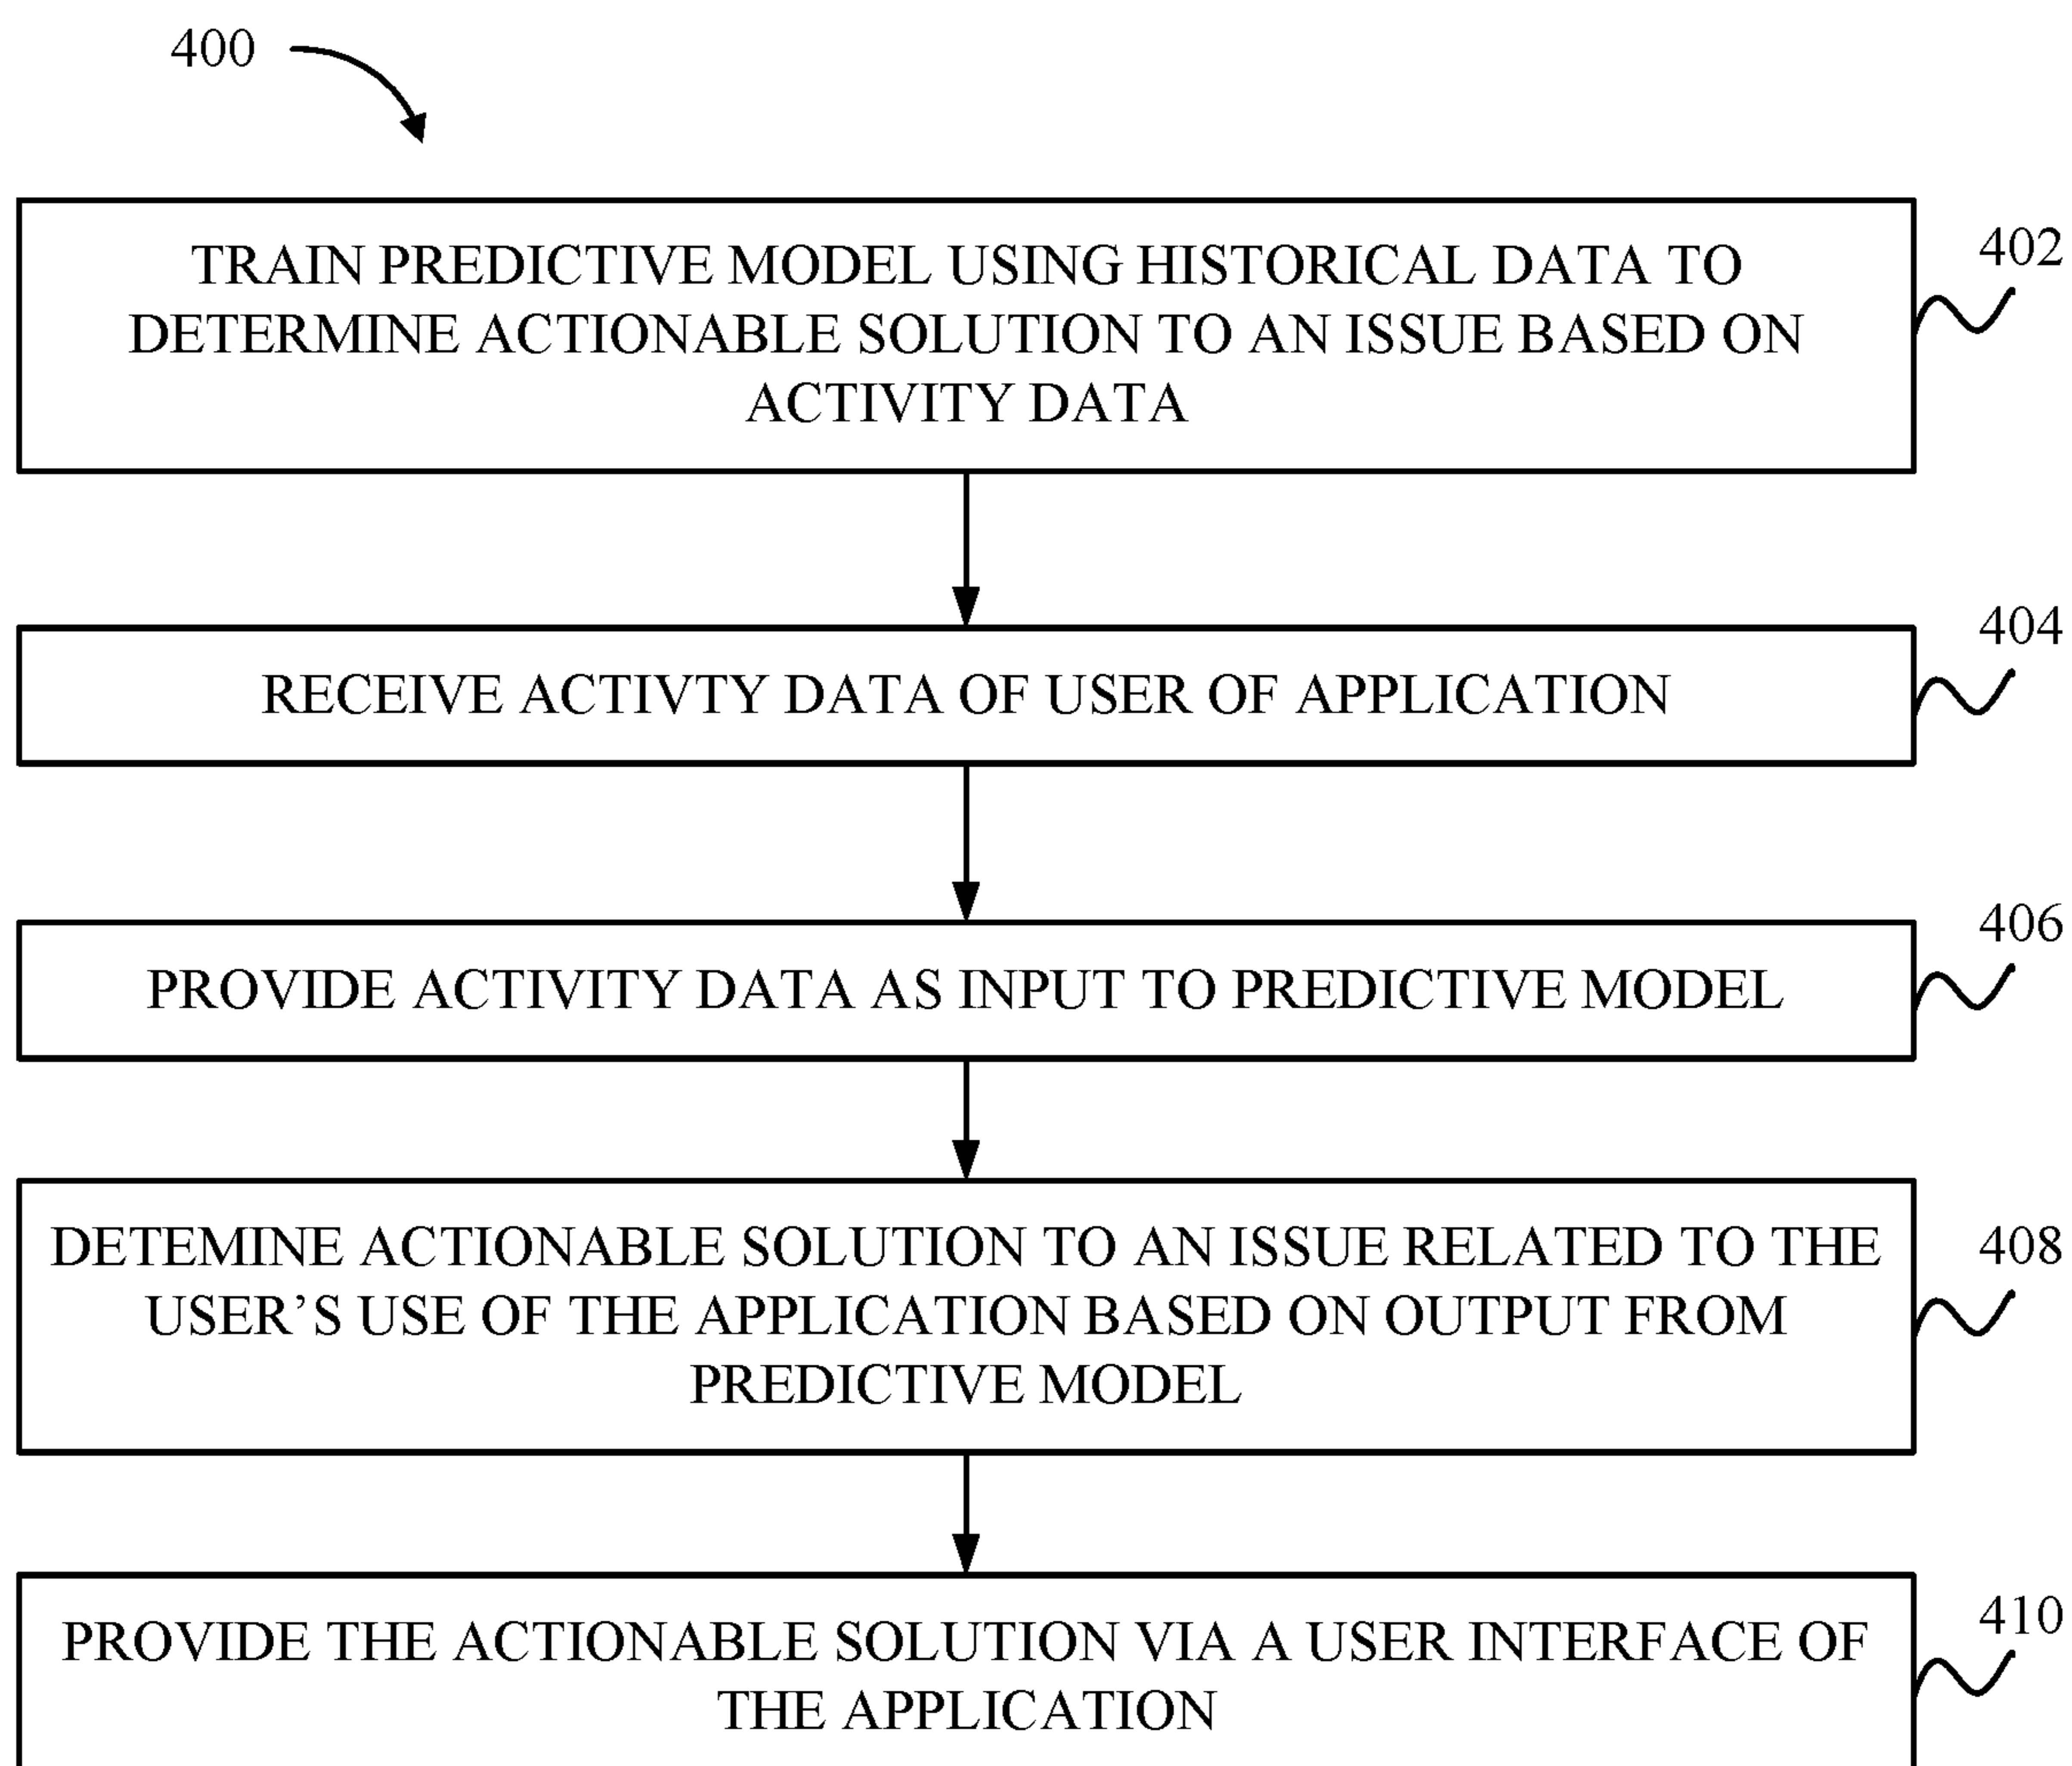 400
TRAIN PREDICTIVE MODEL USING HISTORICAL DATA TO
DETERMINE ACTIONABLE SOLUTION TO AN ISSUE BASED ON
ACTIVITY DATA
402
RECEIVE ACTIVTY DATA OF USER OF APPLICATION
404
PROVIDE ACTIVITY DATA AS INPUT TO PREDICTIVE MODEL
406
DETEMINE ACTIONABLE SOLUTION TO AN ISSUE RELATED TO THE
USER’S USE OF THE APPLICATION BASED ON OUTPUT FROM
PREDICTIVE MODEL
408
PROVIDE THE ACTIONABLE SOLUTION VIA A USER INTERFACE OF
THE APPLICATION
410